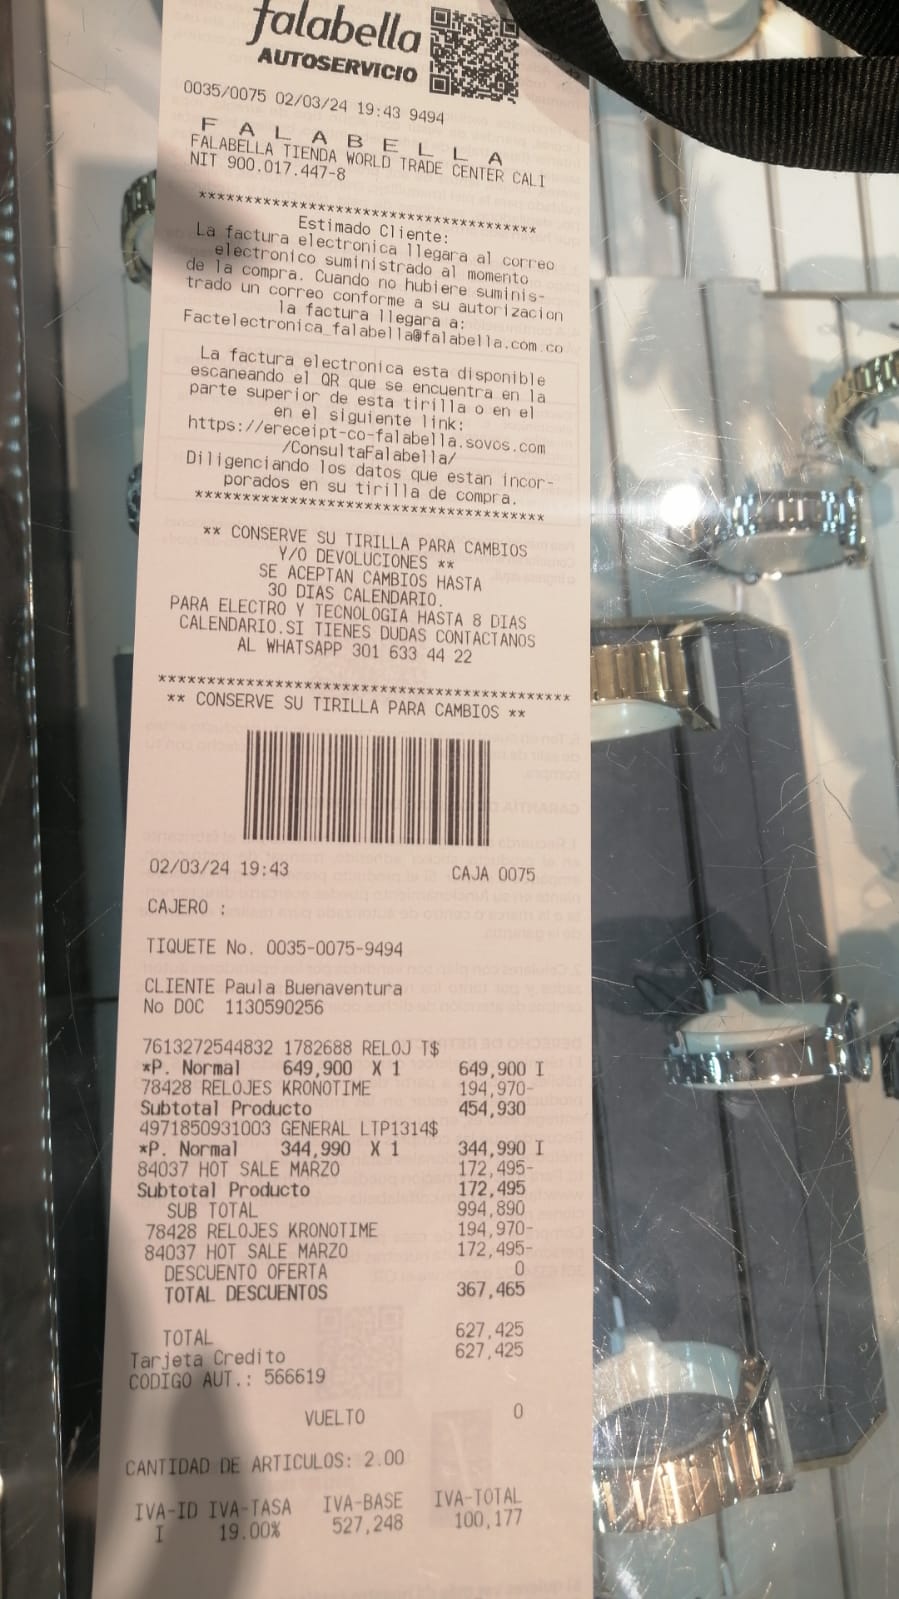 falabella
AUTOSERVICIO
0035/0075 02/03/24 19:43 9494
F A L A B E L L A
FALABELLA TIENDA WORLD TRADE CENTER CALI
NIT 900.017.447-8
************************************
Estimado Cliente:
La factura electronica llegara al correo
electronico suministrado al momento
de la compra. Cuando no hubiere suminis-
trado un correo conforme a su autorizacion
la factura llegara a:
Factelectronica_falabella@falabella.com.co
La factura electronica esta disponible
escaneando el QR que se encuentra en la
parte superior de esta tirilla o en el
en el siguiente link:
https://ereceipt-co-falabella.sovos.com
/ConsultaFalabella/
Diligenciando los datos que estan incor-
porados en su tirilla de compra.
************************************
** CONSERVE SU TIRILLA PARA CAMBIOS
Y/O DEVOLUCIONES **
SE ACEPTAN CAMBIOS HASTA
30 DIAS CALENDARIO.
PARA ELECTRO Y TECNOLOGIA HASTA 8 DIAS
CALENDARIO.SI TIENES DUDAS CONTACTANOS
AL WHATSAPP 301 633 44 22
******************************************
** CONSERVE SU TIRILLA PARA CAMBIOS **
02/03/24 19:43 CAJA 0075
CAJERO :
TIQUETE No. 0035-0075-9494
CLIENTE Paula Buenaventura
No DOC 1130590256
7613272544832 1782688 RELOJ T$
*P. Normal 649,900 X 1 649,900 I
78428 RELOJES KRONOTIME 194,970-
Subtotal Producto 454,930
4971850931003 GENERAL LTP1314$
*P. Normal 344,990 X 1 344,990 I
84037 HOT SALE MARZO 172,495-
Subtotal Producto 172,495
SUB TOTAL 994,890
78428 RELOJES KRONOTIME 194,970-
84037 HOT SALE MARZO 172,495-
DESCUENTO OFERTA 0
TOTAL DESCUENTOS 367,465
TOTAL 627,425
Tarjeta Credito 627,425
CODIGO AUT.: 566619
VUELTO 0
CANTIDAD DE ARTICULOS: 2.00
IVA-ID IVA-TASA IVA-BASE IVA-TOTAL
I 19.00% 527,248 100,177